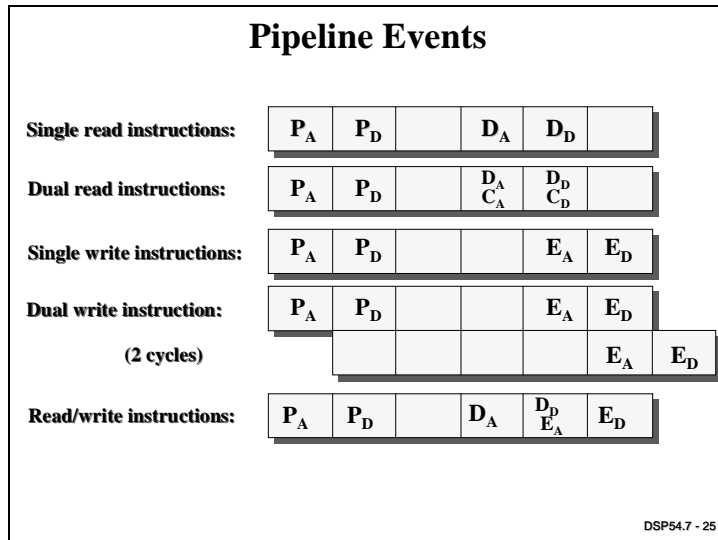 Pipeline Events
Single read instructions: P_A P_D D_A D_D
Dual read instructions: P_A P_D D_A C_A D_D C_D
Single write instructions: P_A P_D E_A E_D
Dual write instruction: P_A P_D E_A E_D
(2 cycles) E_A E_D
Read/write instructions: P_A P_D D_A D_D E_A E_D
DSP54.7 - 25